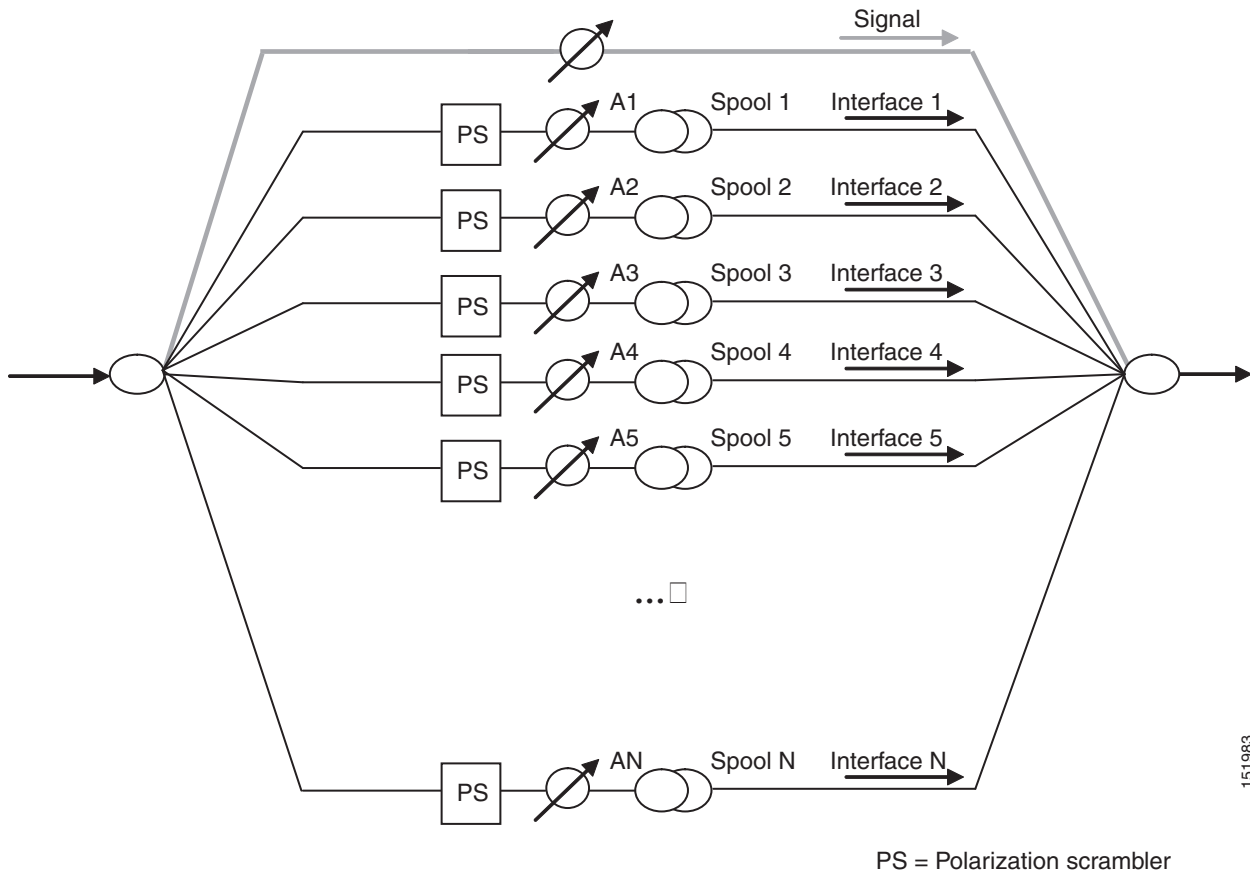 Signal
A1 Spool 1 Interface 1
PS
A2 Spool 2 Interface 2
PS
A3 Spool 3 Interface 3
PS
A4 Spool 4 Interface 4
PS
A5 Spool 5 Interface 5
PS
...
AN Spool N Interface N
PS
151983
PS = Polarization scrambler